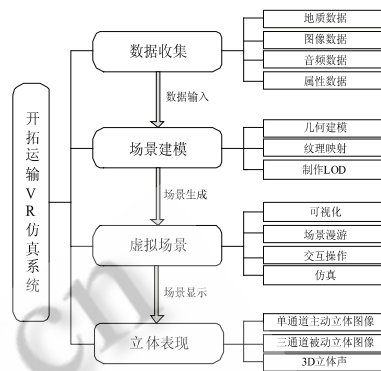 开拓运输VR仿真系统
数据收集
地质数据
图像数据
音频数据
属性数据
数据输入
场景建模
几何建模
纹理映射
制作LOD
场景生成
虚拟场景
可视化
场景漫游
交互操作
仿真
场景显示
立体表现
单通道主动立体图像
三通道被动立体图像
3D立体声
cn